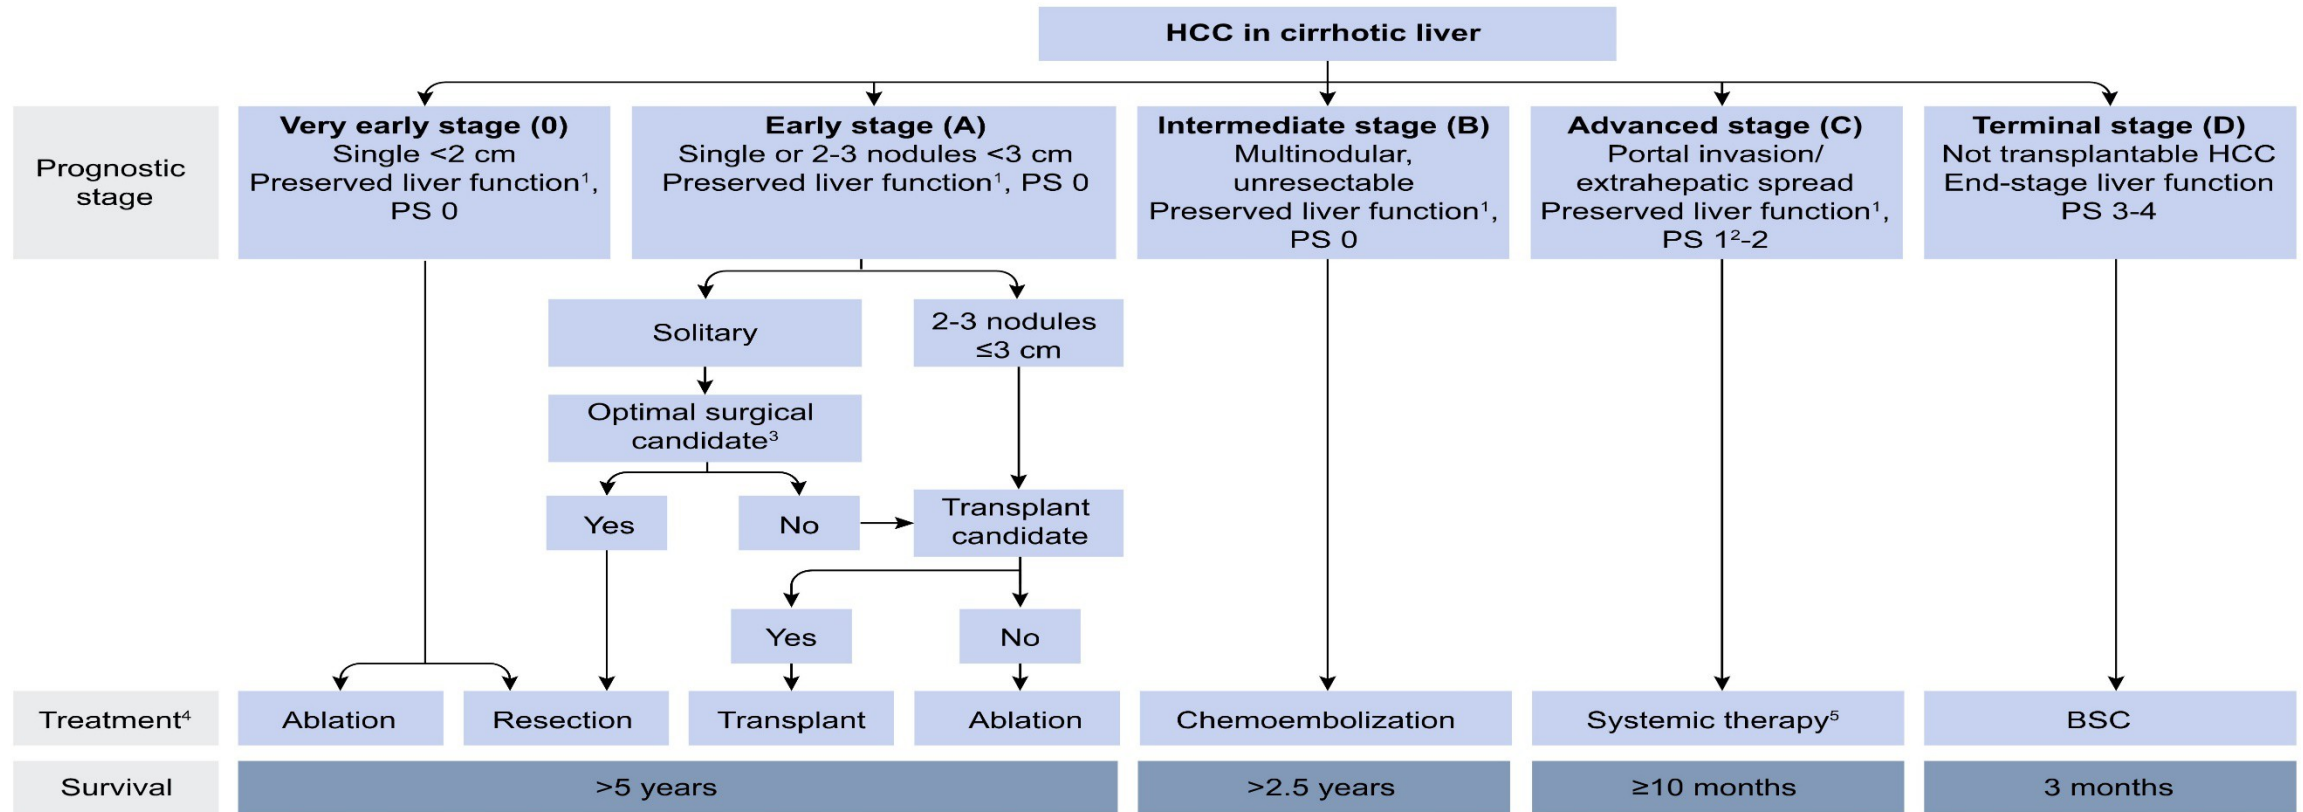 HCC in cirrhotic liver
Prognostic
stage
Very early stage (0)
Single <2 cm
Preserved liver function¹,
PS 0
Early stage (A)
Single or 2-3 nodules <3 cm
Preserved liver function¹, PS 0
Intermediate stage (B)
Multinodular,
unresectable
Preserved liver function¹,
PS 0
Advanced stage (C)
Portal invasion/
extrahepatic spread
Preserved liver function¹,
PS 1²-2
Terminal stage (D)
Not transplantable HCC
End-stage liver function
PS 3-4
Solitary
2-3 nodules
≤3 cm
Optimal surgical
candidate³
Yes
No
Transplant
candidate
Yes
No
Treatment⁴
Ablation
Resection
Transplant
Ablation
Chemoembolization
Systemic therapy⁵
BSC
Survival
>5 years
>2.5 years
≥10 months
3 months